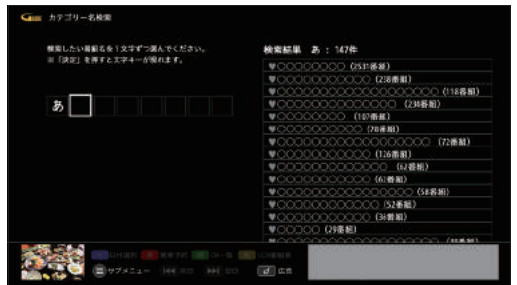 カテゴリー名検索
検索したい番組名を1文字ずつ選んでください。
※「決定」を押すと文字キーが現れます。
あ
検索結果 あ : 147件
♥○○○○○○○○ (2531番組)
♥○○○○○○○○○○○ (238番組)
♥○○○○○○○○○○○○○○○○○○ (118番組)
♥○○○○○○○○○○○○○ (234番組)
♥○○○○○○○○ (107番組)
♥○○○○○○○○○○ (78番組)
♥○○○○○○○○○○○○○○○○○ (72番組)
♥○○○○○○○○○○○ (126番組)
♥○○○○○○○○○○○○○ (62番組)
♥○○○○○○○○○○○ (61番組)
♥○○○○○○○○○○○○○○○ (58番組)
♥○○○○○○○○○○○○ (52番組)
♥○○○○○○○○○○○ (34番組)
♥○○○○○ (29番組)
サブメニュー
d 広告